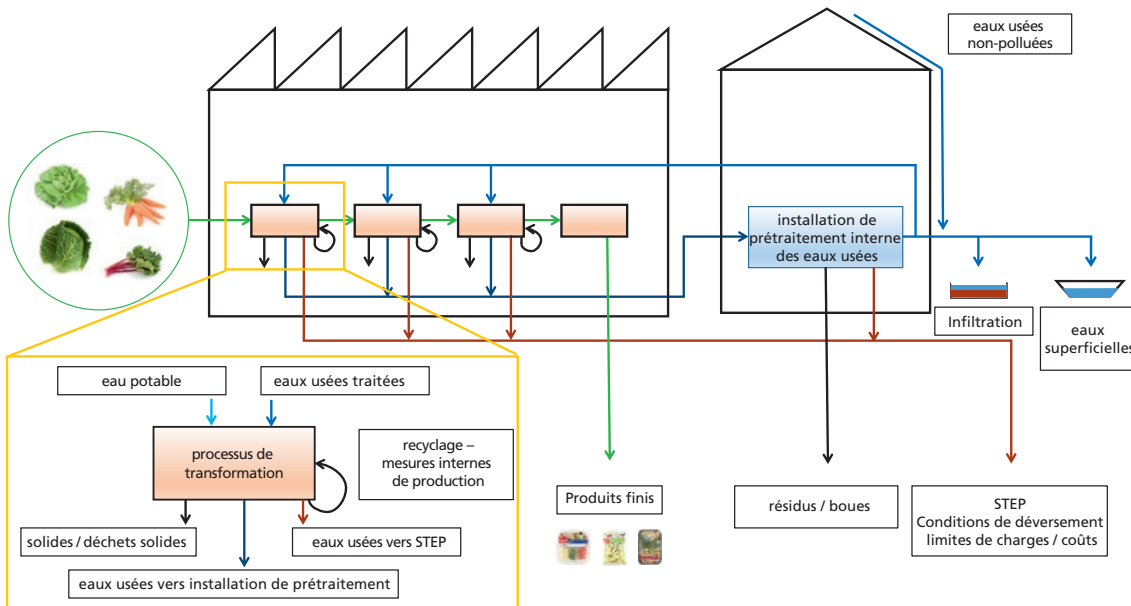 eaux usées
non-polluées
installation de
prétraitement interne
des eaux usées
Infiltration
eaux
superficielles
eau potable
eaux usées traitées
processus de
transformation
recyclage –
mesures internes
de production
solides / déchets solides
eaux usées vers STEP
eaux usées vers installation de prétraitement
Produits finis
résidus / boues
STEP
Conditions de déversement
limites de charges / coûts